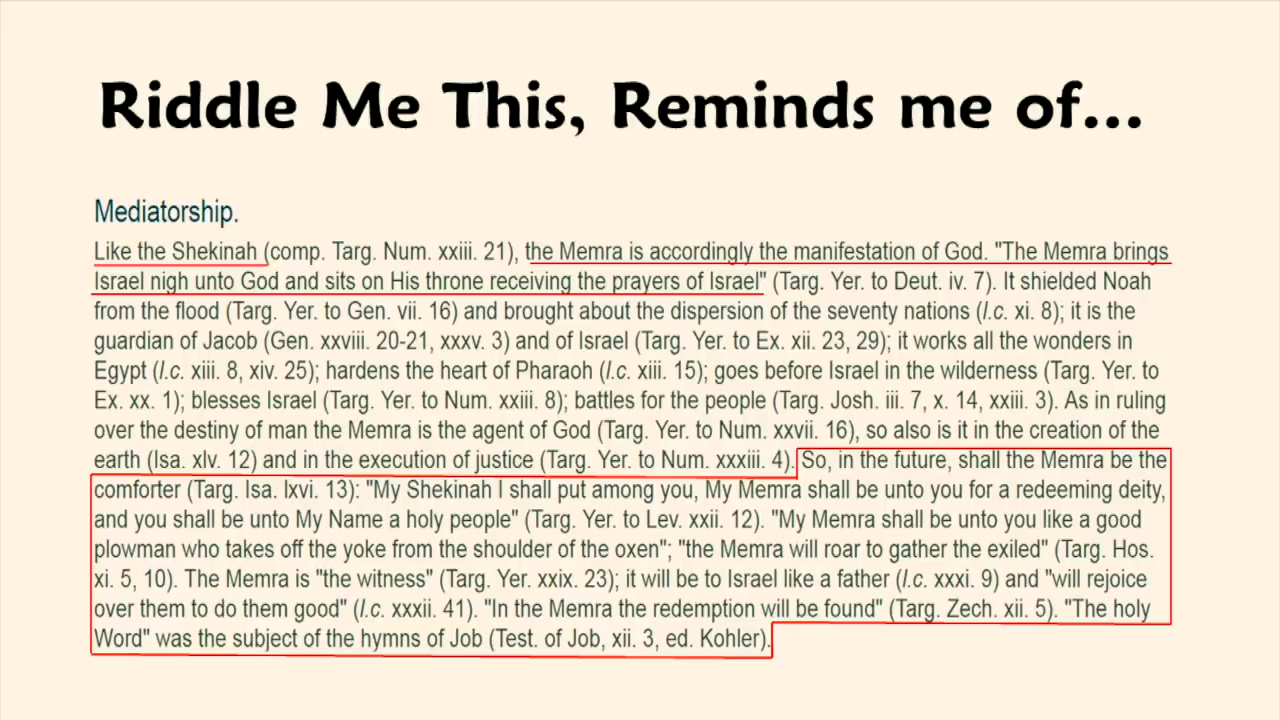 Riddle Me This, Reminds me of...
Mediatorship.
Like the Shekinah (comp. Targ. Num. xxiii. 21), the Memra is accordingly the manifestation of God. "The Memra brings
Israel nigh unto God and sits on His throne receiving the prayers of Israel" (Targ. Yer. to Deut. iv. 7). It shielded Noah
from the flood (Targ. Yer. to Gen. vii. 16) and brought about the dispersion of the seventy nations (l.c. xi. 8); it is the
guardian of Jacob (Gen. xxviii. 20-21, xxxv. 3) and of Israel (Targ. Yer. to Ex. xii. 23, 29); it works all the wonders in
Egypt (l.c. xiii. 8, xiv. 25); hardens the heart of Pharaoh (l.c. xiii. 15); goes before Israel in the wilderness (Targ. Yer. to
Ex. xx. 1); blesses Israel (Targ. Yer. to Num. xxiii. 8); battles for the people (Targ. Josh. iii. 7, x. 14, xxiii. 3). As in ruling
over the destiny of man the Memra is the agent of God (Targ. Yer. to Num. xxvii. 16), so also is it in the creation of the
earth (Isa. xlv. 12) and in the execution of justice (Targ. Yer. to Num. xxxiii. 4). So, in the future, shall the Memra be the
comforter (Targ. Isa. lxvi. 13): "My Shekinah I shall put among you, My Memra shall be unto you for a redeeming deity,
and you shall be unto My Name a holy people" (Targ. Yer. to Lev. xxii. 12). "My Memra shall be unto you like a good
plowman who takes off the yoke from the shoulder of the oxen"; "the Memra will roar to gather the exiled" (Targ. Hos.
xi. 5, 10). The Memra is "the witness" (Targ. Yer. xxix. 23); it will be to Israel like a father (l.c. xxxi. 9) and "will rejoice
over them to do them good" (l.c. xxxii. 41). "In the Memra the redemption will be found" (Targ. Zech. xii. 5). "The holy
Word" was the subject of the hymns of Job (Test. of Job, xii. 3, ed. Kohler).